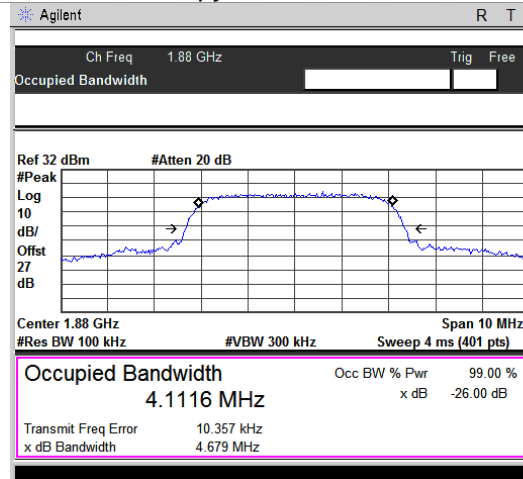 Agilent R T
Ch Freq 1.88 GHz Trig Free
Occupied Bandwidth
Ref 32 dBm #Atten 20 dB
#Peak
Log
10
dB/
Offst
27
dB
Center 1.88 GHz Span 10 MHz
#Res BW 100 kHz #VBW 300 kHz Sweep 4 ms (401 pts)
Occupied Bandwidth Occ BW % Pwr 99.00 %
4.1116 MHz x dB -26.00 dB
Transmit Freq Error 10.357 kHz
x dB Bandwidth 4.679 MHz